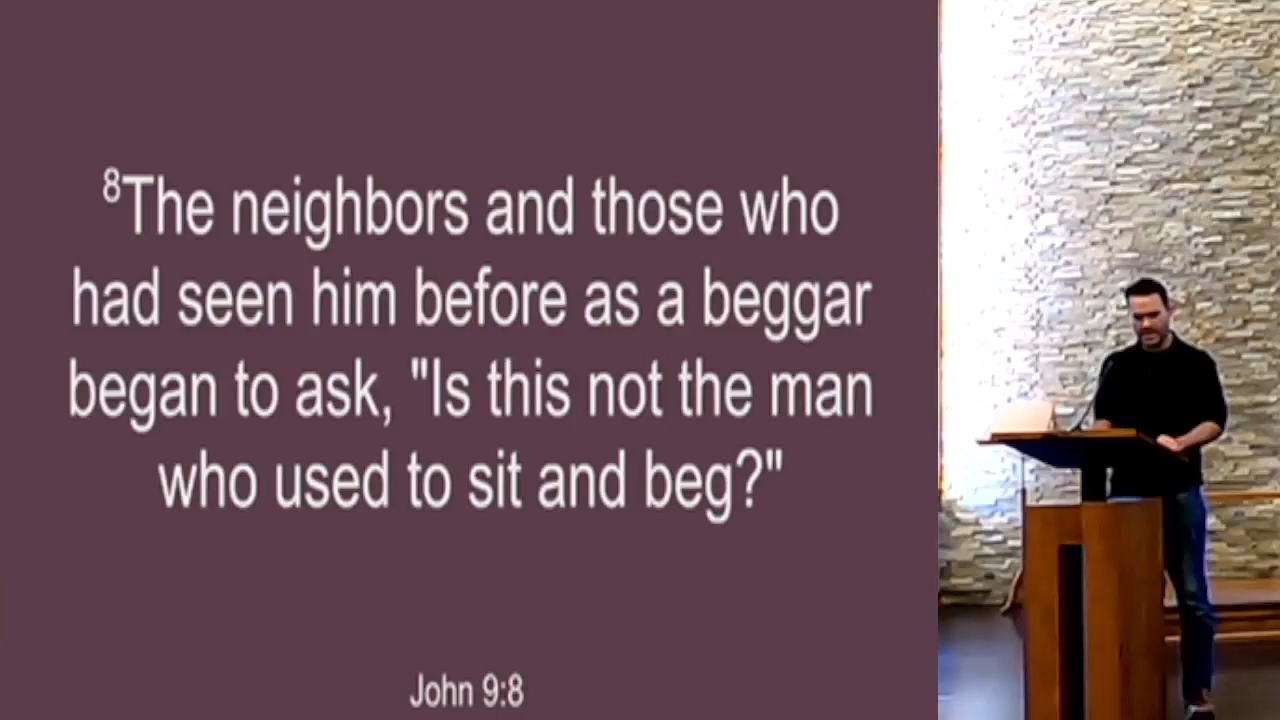 ⁸The neighbors and those who
had seen him before as a beggar
began to ask, "Is this not the man
who used to sit and beg?"
John 9:8